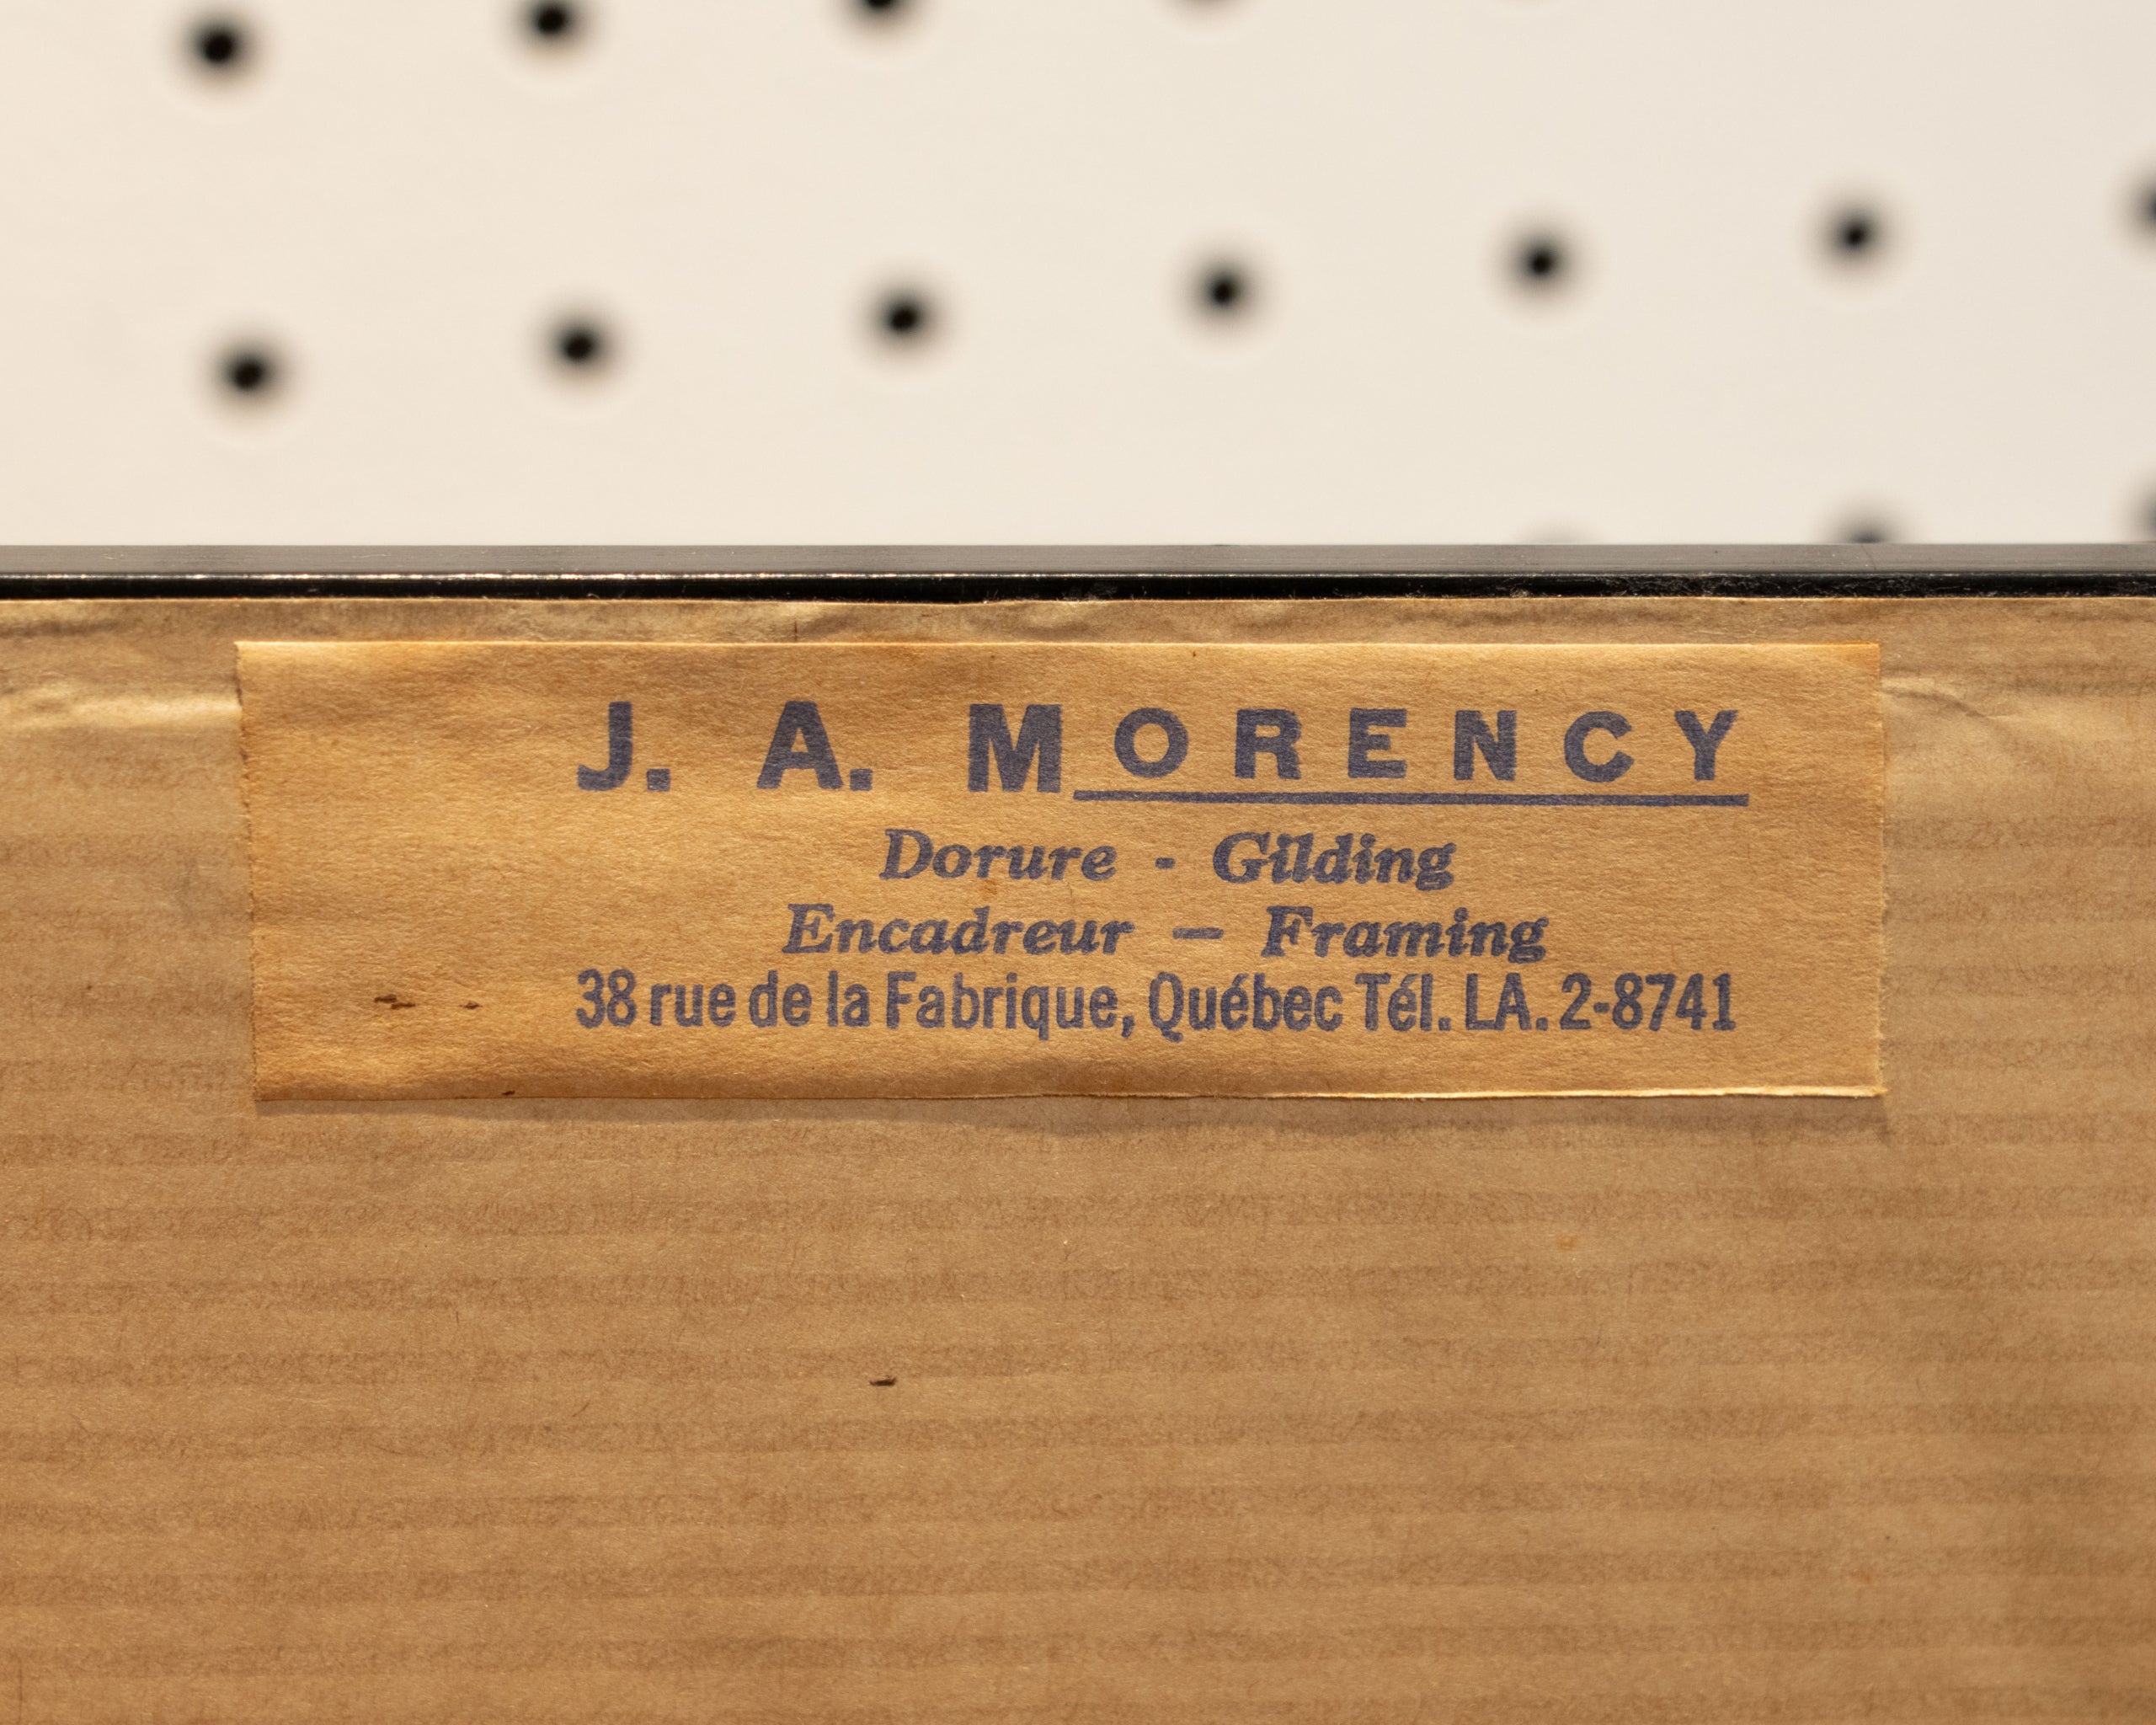 J. A. MORENCY
Dorure - Gilding
Encadreur — Framing
38 rue de la Fabrique, Québec Tél. LA. 2-8741